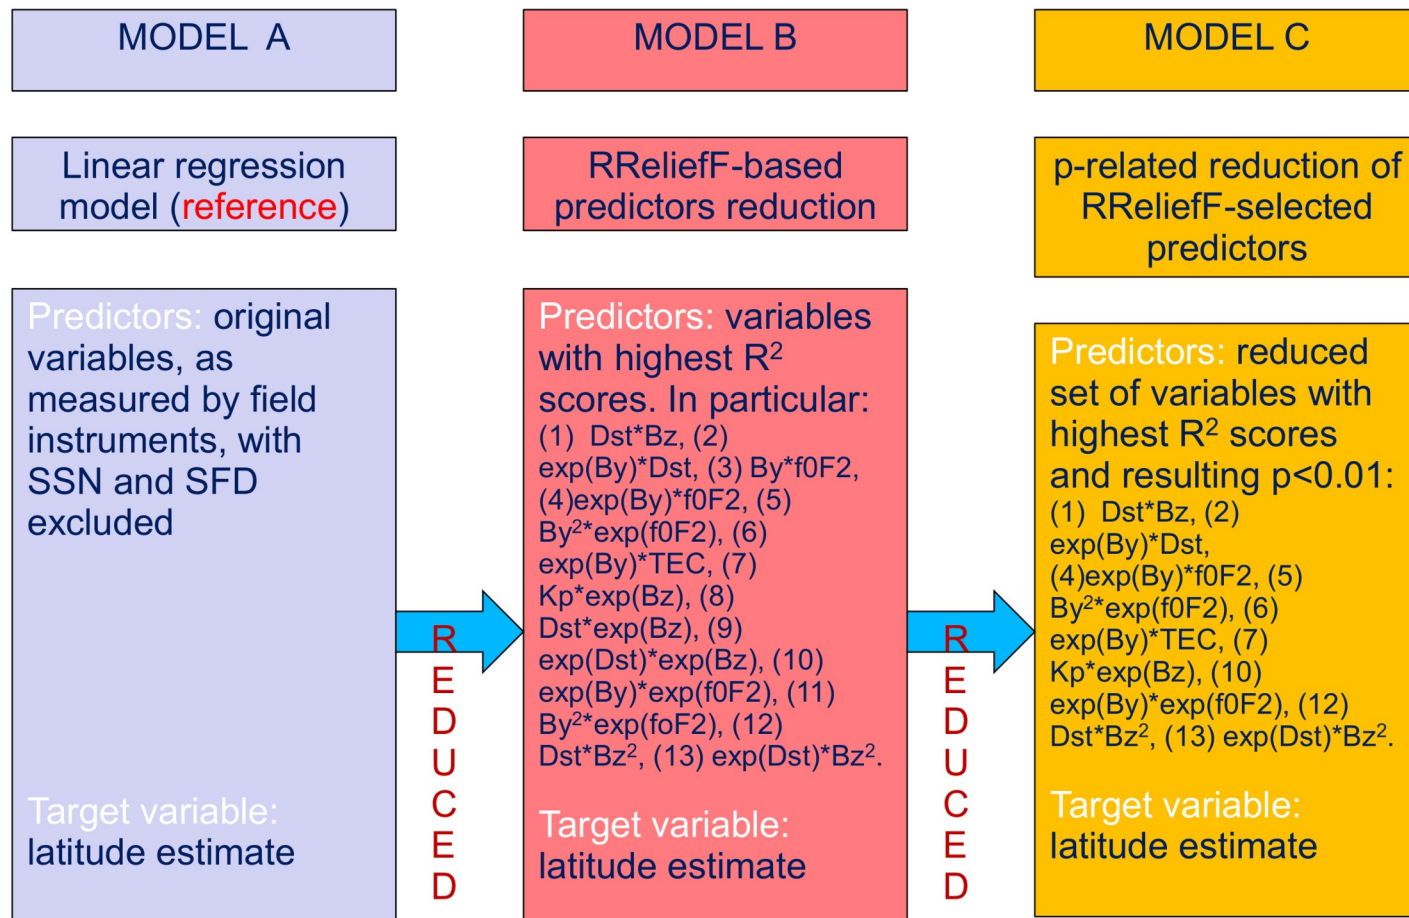 MODEL A
Linear regression
model (reference)
Predictors: original
variables, as
measured by field
instruments, with
SSN and SFD
excluded
Target variable:
latitude estimate
REDUCED
MODEL B
RReliefF-based
predictors reduction
Predictors: variables
with highest R²
scores. In particular:
(1) Dst*Bz, (2)
exp(By)*Dst, (3) By*f0F2,
(4)exp(By)*f0F2, (5)
By²*exp(f0F2), (6)
exp(By)*TEC, (7)
Kp*exp(Bz), (8)
Dst*exp(Bz), (9)
exp(Dst)*exp(Bz), (10)
exp(By)*exp(f0F2), (11)
By²*exp(foF2), (12)
Dst*Bz², (13) exp(Dst)*Bz².
Target variable:
latitude estimate
REDUCED
MODEL C
p-related reduction of
RReliefF-selected
predictors
Predictors: reduced
set of variables with
highest R² scores
and resulting p<0.01:
(1) Dst*Bz, (2)
exp(By)*Dst,
(4)exp(By)*f0F2, (5)
By²*exp(f0F2), (6)
exp(By)*TEC, (7)
Kp*exp(Bz), (10)
exp(By)*exp(f0F2), (12)
Dst*Bz², (13) exp(Dst)*Bz².
Target variable:
latitude estimate